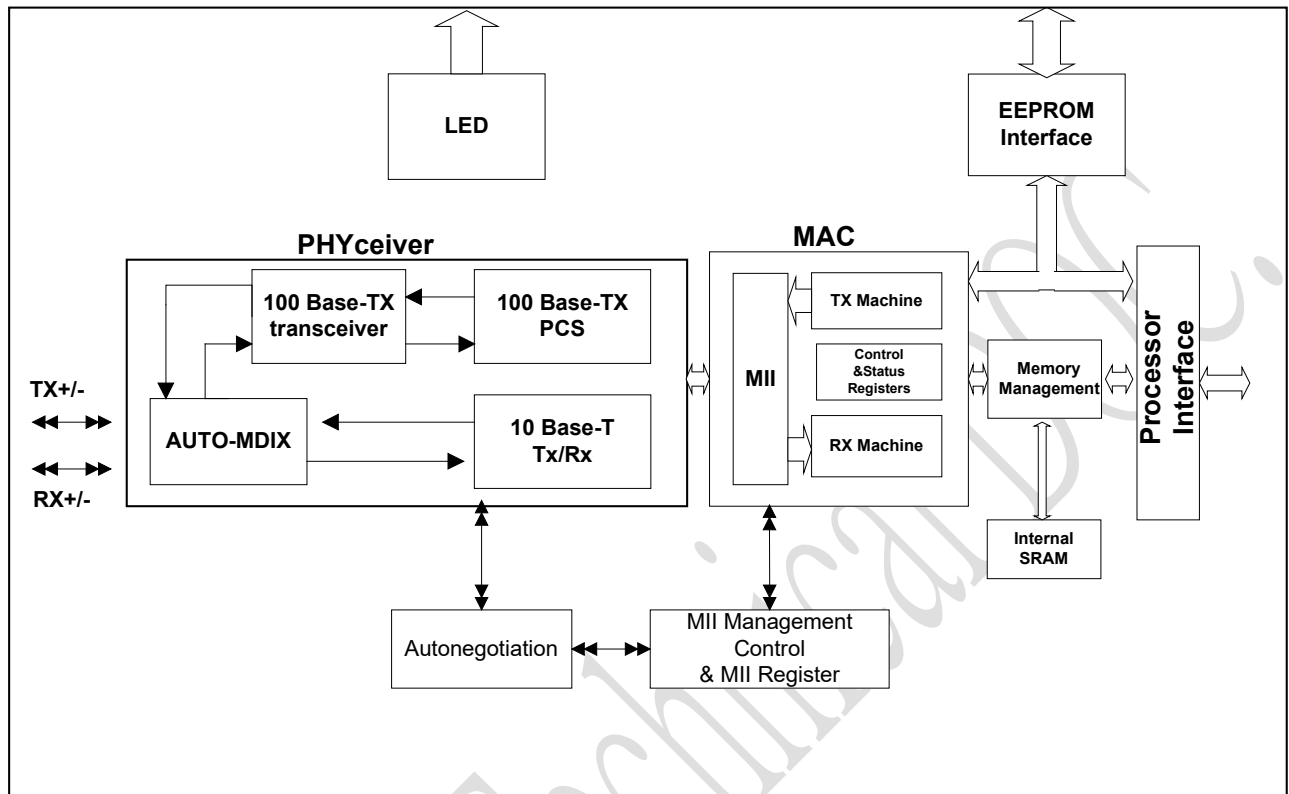 LED
EEPROM
Interface
PHYceiver
MAC
100 Base-TX
transceiver
100 Base-TX
PCS
MII
TX Machine
Control
&Status
Registers
RX Machine
Memory
Management
Processor
Interface
TX+/-
RX+/-
AUTO-MDIX
10 Base-T
Tx/Rx
Internal
SRAM
Autonegotiation
MII Management
Control
& MII Register